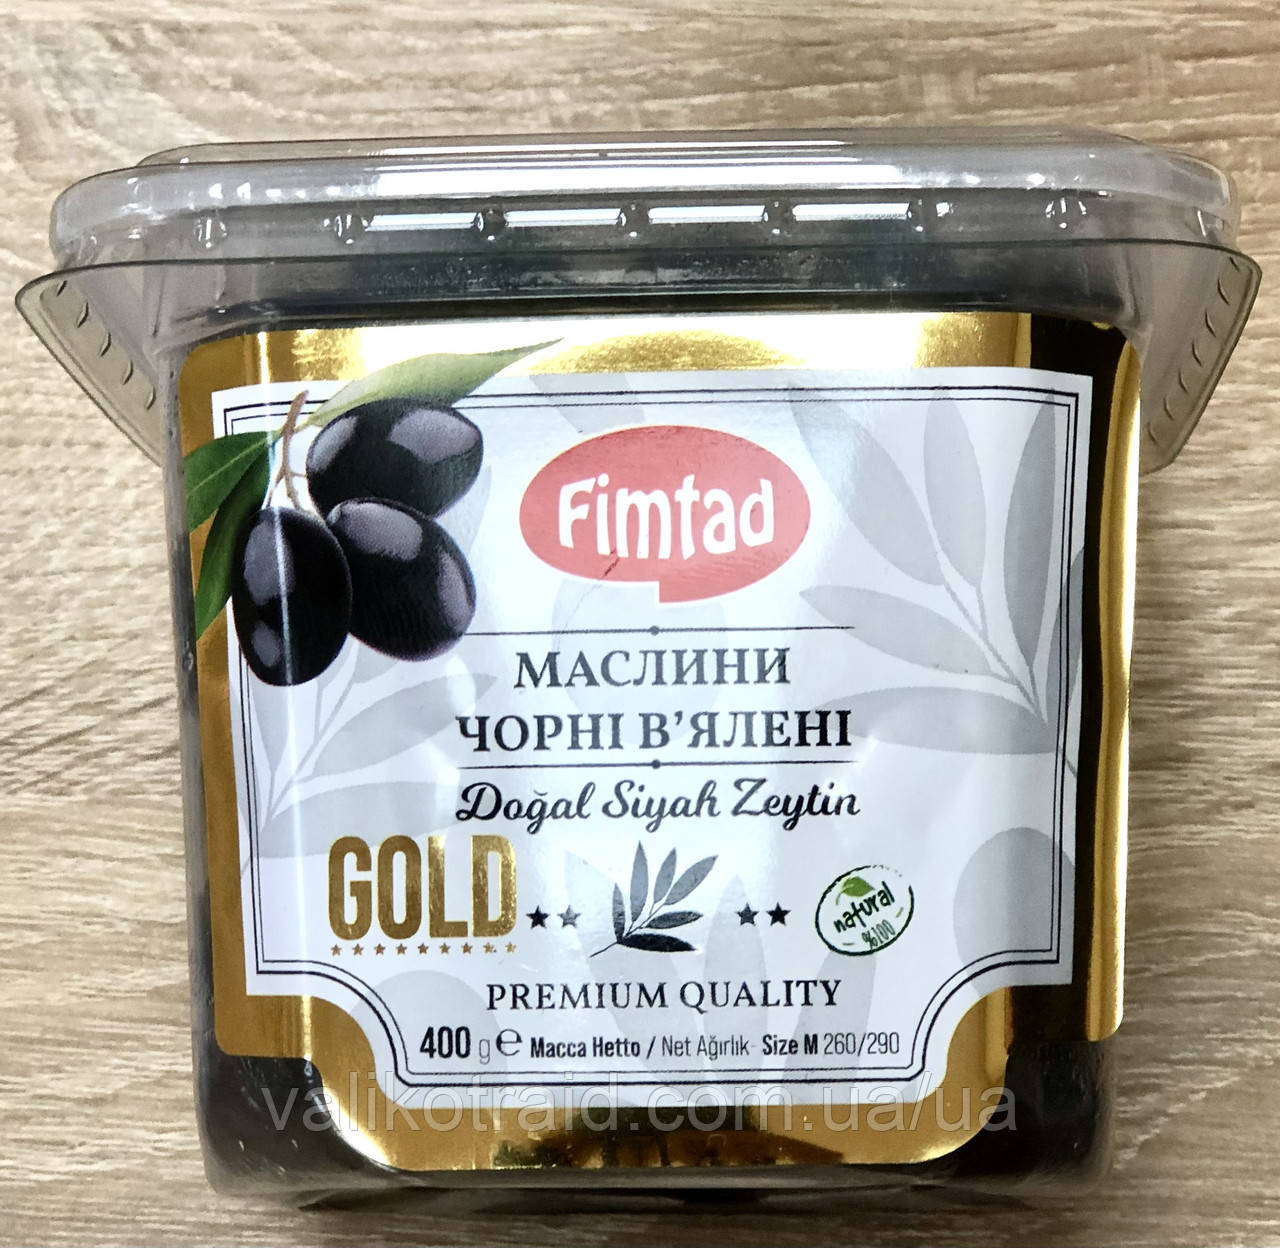 Fimtad
МАСЛИНИ
ЧОРНІ В’ЯЛЕНІ
Doğal Siyah Zeytin
GOLD
natural
%100
PREMIUM QUALITY
400 g ℮ Масса Нетто / Net Ağırlık - Size M 260/290
valikotraid.com.ua/ua